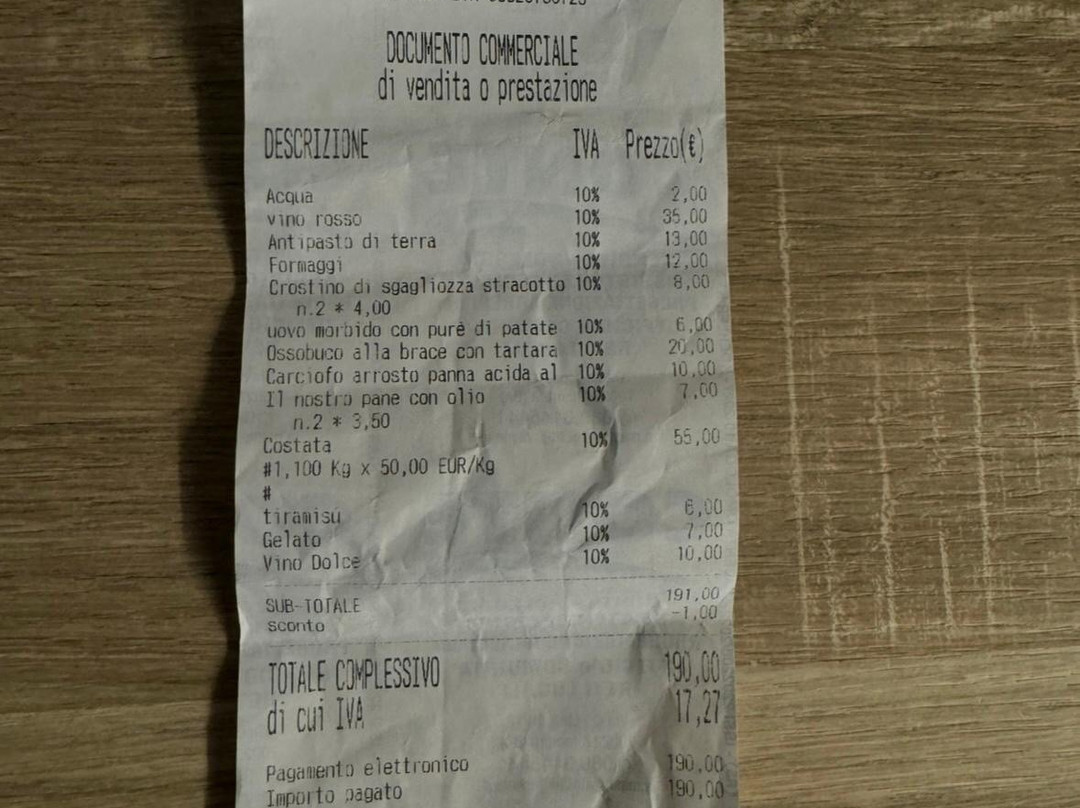 DOCUMENTO COMMERCIALE
di vendita o prestazione
DESCRIZIONE IVA Prezzo(€)
Acqua 10% 2,00
vino rosso 10% 35,00
Antipasto di terra 10% 13,00
Formaggi 10% 12,00
Crostino di sgagliozza stracotto 10% 8,00
n.2 * 4,00
uovo morbido con purè di patate 10% 6,00
Ossobuco alla brace con tartara 10% 20,00
Carciofo arrosto panna acida al 10% 10,00
Il nostro pane con olio 10% 7,00
n.2 * 3,50
Costata 10% 55,00
#1,100 Kg x 50,00 EUR/Kg
#
tiramisù 10% 6,00
Gelato 10% 7,00
Vino Dolce 10% 10,00
SUB-TOTALE 191,00
sconto -1,00
TOTALE COMPLESSIVO 190,00
di cui IVA 17,27
Pagamento elettronico 190,00
Importo pagato 190,00